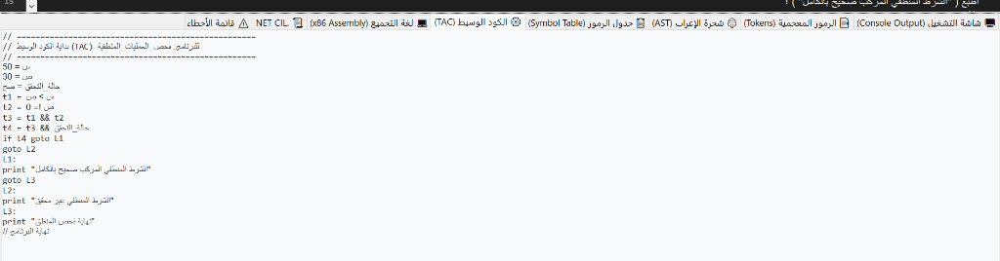 15
اطبع ( "الشرط المنطقي المركب صحيح بالكامل" ) ؛
شاشة التشغيل (Console Output) الرموز المعجمية (Tokens) شجرة الإعراب (AST) جدول الرموز (Symbol Table) الكود الوسيط (TAC) لغة التجميع (x86 Assembly) NET CIL. قائمة الأخطاء
// ==================================================
// بداية الكود الوسيط (TAC) للبرنامج: فحص_العمليات_المنطقية
// ==================================================
س = 50
ص = 30
حالة_التحقق = صح
t1 = س > ص
t2 = ص != 0
t3 = t1 && t2
t4 = t3 && حالة_التحقق
if t4 goto L1
goto L2
L1:
print "الشرط المنطقي المركب صحيح بالكامل"
goto L3
L2:
print "الشرط المنطقي غير محقق"
L3:
print "نهاية فحص المنطق"
// نهاية البرنامج